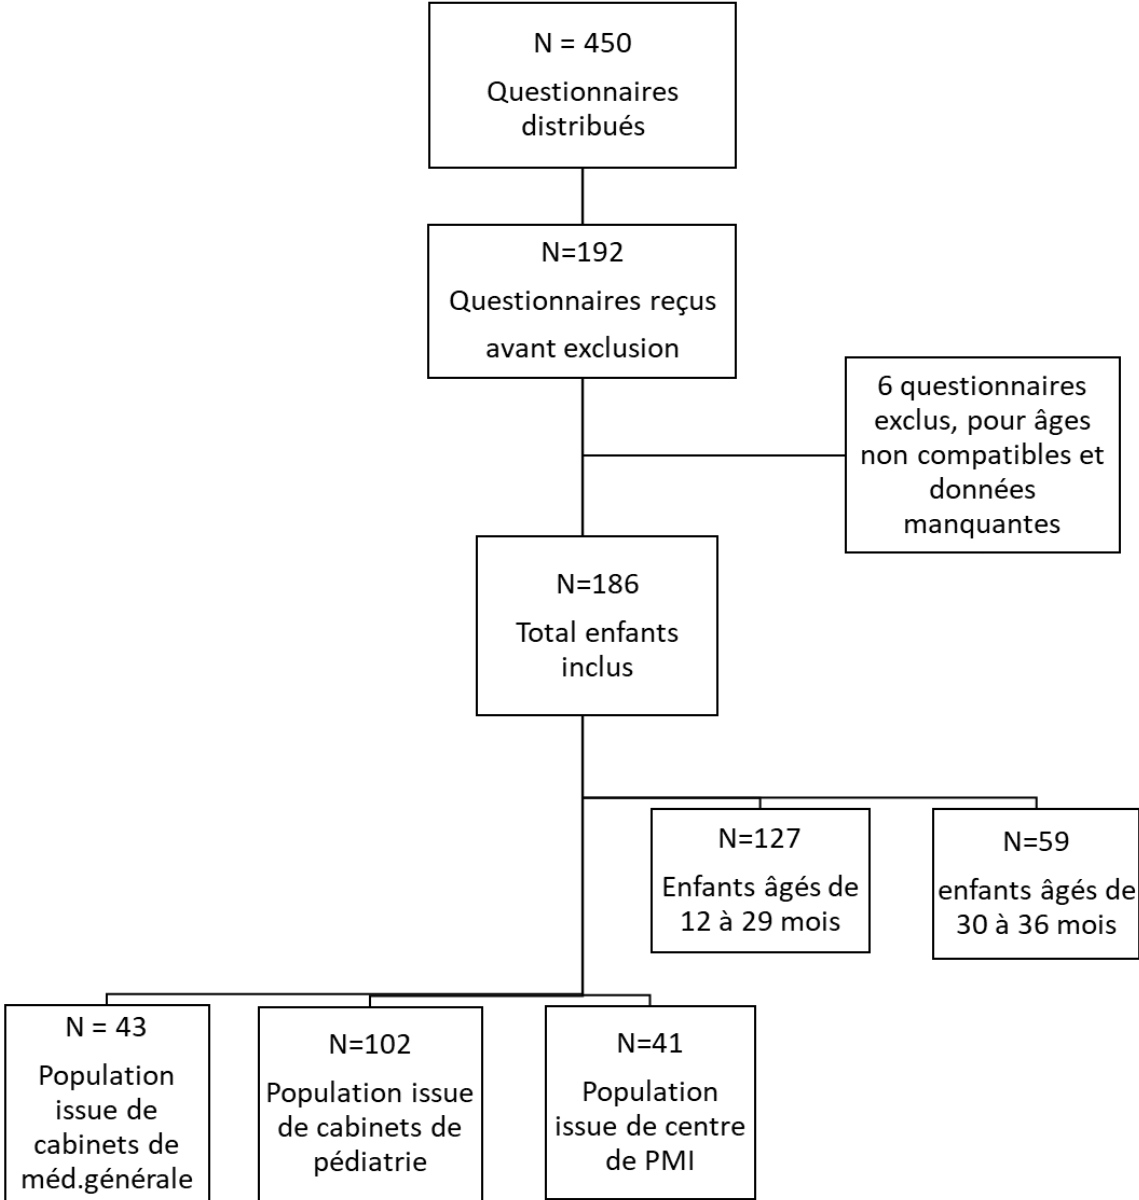 N = 450
Questionnaires
distribués
N=192
Questionnaires reçus
avant exclusion
6 questionnaires
exclus, pour âges
non compatibles et
données
manquantes
N=186
Total enfants
inclus
N=127
Enfants âgés de
12 à 29 mois
N=59
enfants âgés de
30 à 36 mois
N = 43
Population
issue de
cabinets de
méd.générale
N=102
Population issue
de cabinets de
pédiatrie
N=41
Population
issue de centre
de PMI